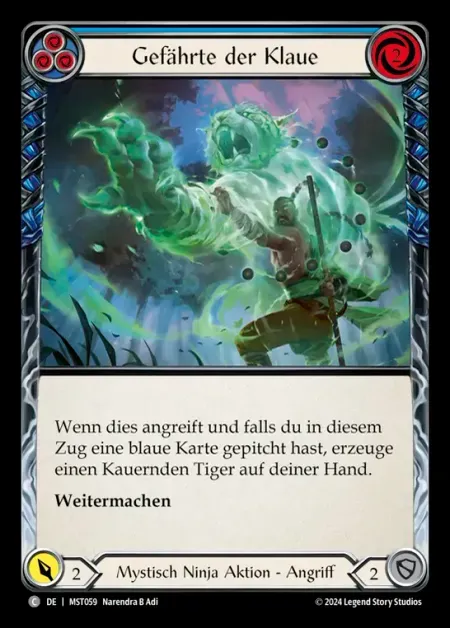 Gefährte der Klaue
2
Wenn dies angreift und falls du in diesem
Zug eine blaue Karte gepitcht hast, erzeuge
einen Kauernden Tiger auf deiner Hand.
Weitermachen
2
Mystisch Ninja Aktion - Angriff
2
C DE | MST059 Narendra B Adi
© 2024 Legend Story Studios